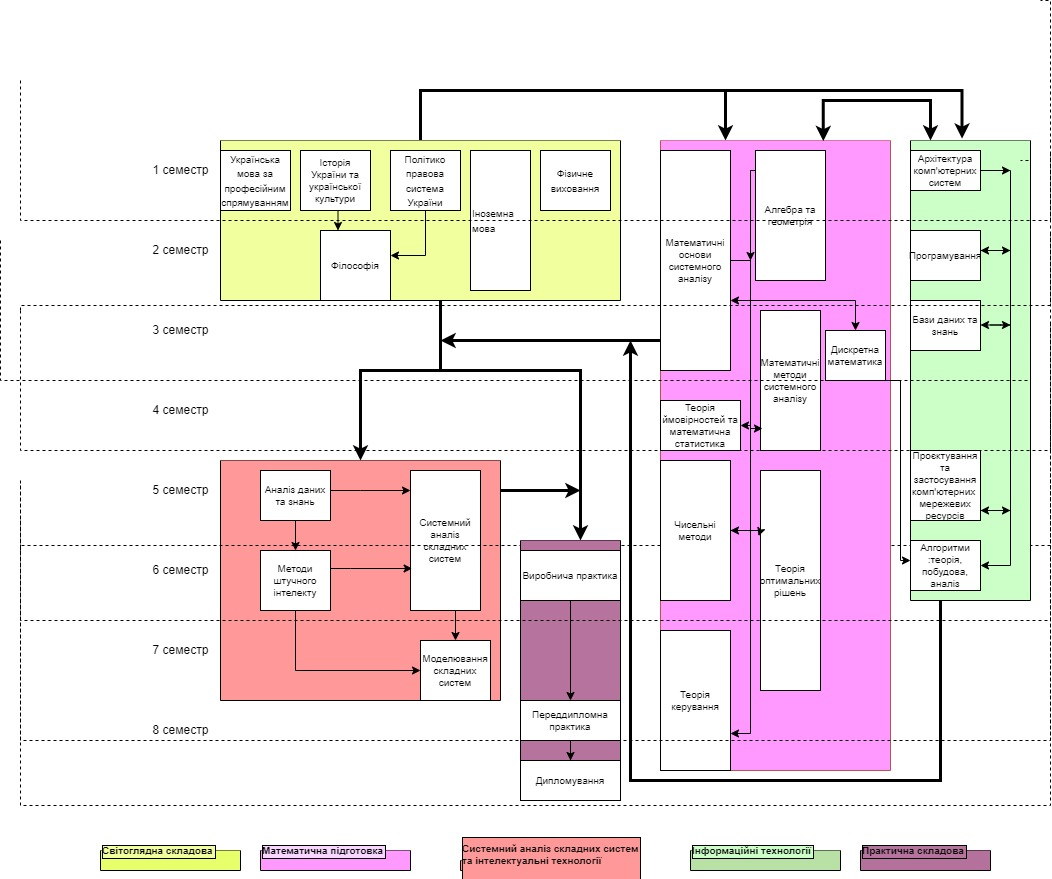 1 семестр
Українська
мова за
професійним
спрямуванням
Історія
України та
української
культури
Політико
правова
система
України
Іноземна
мова
Фізичне
виховання
Алгебра та
геометрія
Архітектура
комп'ютерних
систем
2 семестр
Філософія
Математичні
основи
системного
аналізу
Програмування
3 семестр
Бази даних та
знань
Дискретна
математика
Математичні
методи
системного
аналізу
4 семестр
Теорія
ймовірностей та
математична
статистика
5 семестр
Аналіз даних
та знань
Системний
аналіз
складних
систем
Чисельні
методи
Проєктування
та
застосування
комп'ютерних
мережевих
ресурсів
6 семестр
Методи
штучного
інтелекту
Виробнича практика
Теорія
оптимальних
рішень
Алгоритми
:теорія,
побудова,
аналіз
7 семестр
Моделювання
складних
систем
Теорія
керування
8 семестр
Переддипломна
практика
Дипломування
Світоглядна складова
Математична підготовка
Системний аналіз складних систем
та інтелектуальні технології
Інформаційні технології
Практична складова